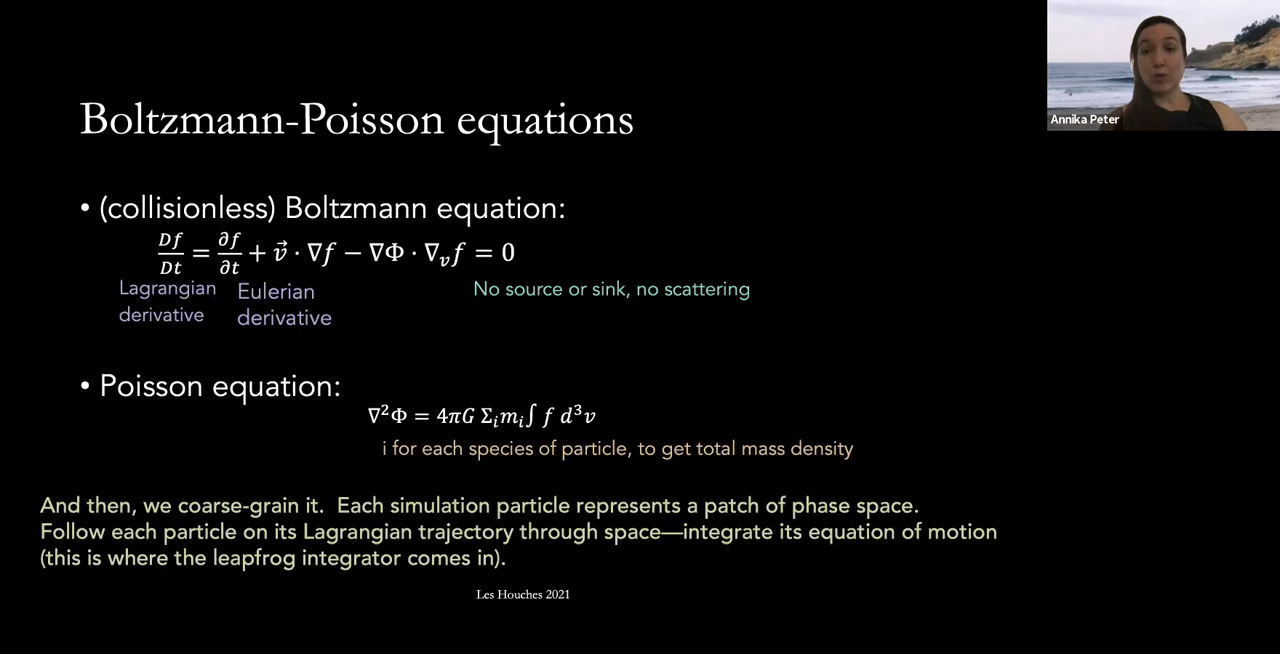 Annika Peter
Boltzmann-Poisson equations
• (collisionless) Boltzmann equation:
Df/Dt = ∂f/∂t + v⃗ · ∇f − ∇Φ · ∇ᵥf = 0
Lagrangian derivative
Eulerian derivative
No source or sink, no scattering
• Poisson equation:
∇²Φ = 4πG Σᵢmᵢ∫ f d³v
i for each species of particle, to get total mass density
And then, we coarse-grain it. Each simulation particle represents a patch of phase space.
Follow each particle on its Lagrangian trajectory through space—integrate its equation of motion
(this is where the leapfrog integrator comes in).
Les Houches 2021